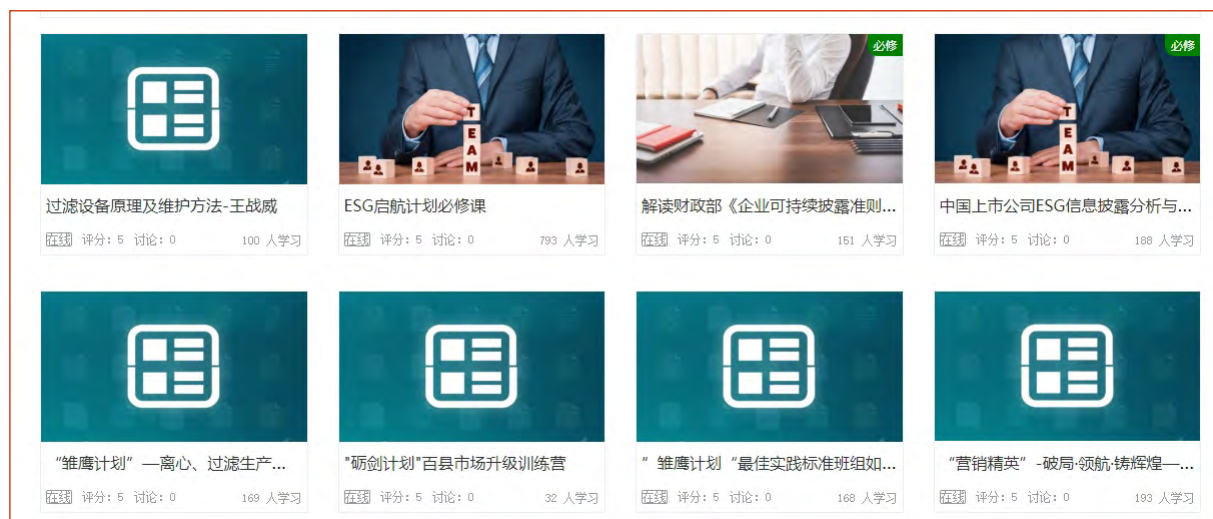 必修
必修
T
E
A
M
T
E
A
M
过滤设备原理及维护方法-王战威
ESG启航计划必修课
解读财政部《企业可持续披露准则...
中国上市公司ESG信息披露分析与...
在线 评分: 5 讨论: 0 100 人学习
在线 评分: 5 讨论: 0 793 人学习
在线 评分: 5 讨论: 0 151 人学习
在线 评分: 5 讨论: 0 188 人学习
“雏鹰计划”—离心、过滤生产...
"砺剑计划"百县市场升级训练营
”雏鹰计划“最佳实践标准班组如...
“营销精英”-破局·领航·铸辉煌—...
在线 评分: 5 讨论: 0 169 人学习
在线 评分: 5 讨论: 0 32 人学习
在线 评分: 5 讨论: 0 168 人学习
在线 评分: 5 讨论: 0 193 人学习